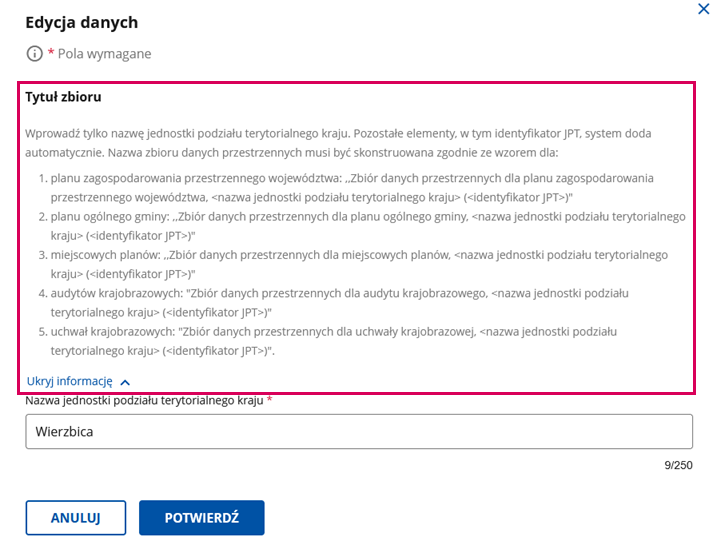 Edycja danych
* Pola wymagane
Tytuł zbioru
Wprowadź tylko nazwę jednostki podziału terytorialnego kraju. Pozostałe elementy, w tym identyfikator JPT, system doda
automatycznie. Nazwa zbioru danych przestrzennych musi być skonstruowana zgodnie ze wzorem dla:
1. planu zagospodarowania przestrzennego województwa: ,,Zbiór danych przestrzennych dla planu zagospodarowania
przestrzennego województwa, <nazwa jednostki podziału terytorialnego kraju> (<identyfikator JPT>)"
2. planu ogólnego gminy: ,,Zbiór danych przestrzennych dla planu ogólnego gminy, <nazwa jednostki podziału terytorialnego
kraju> (<identyfikator JPT>)"
3. miejscowych planów: ,,Zbiór danych przestrzennych dla miejscowych planów, <nazwa jednostki podziału terytorialnego
kraju> (<identyfikator JPT>)"
4. audytów krajobrazowych: "Zbiór danych przestrzennych dla audytu krajobrazowego, <nazwa jednostki podziału
terytorialnego kraju> (<identyfikator JPT>)"
5. uchwał krajobrazowych: "Zbiór danych przestrzennych dla uchwały krajobrazowej, <nazwa jednostki podziału
terytorialnego kraju> (<identyfikator JPT>)".
Ukryj informację
Nazwa jednostki podziału terytorialnego kraju *
Wierzbica
9/250
ANULUJ POTWIERDŹ